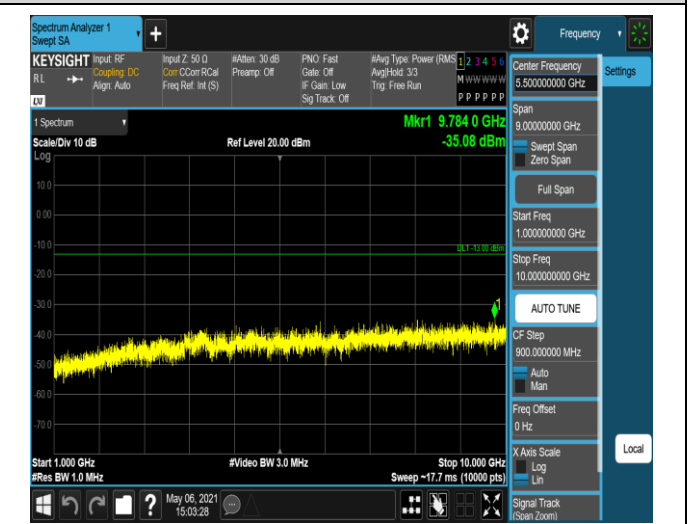 Spectrum Analyzer 1
Swept SA
Frequency
KEYSIGHT Input: RF
RL Coupling: DC
Align: Auto
LXI
Input Z: 50 Ω
Corr CCorr RCal
Freq Ref: Int (S)
#Atten: 30 dB
Preamp: Off
PNO: Fast
Gate: Off
IF Gain: Low
Sig Track: Off
#Avg Type: Power (RMS
Avg|Hold: 3/3
Trig: Free Run
1 2 3 4 5 6
M W W W W W
P P P P P P
1 Spectrum
Mkr1 9.784 0 GHz
Scale/Div 10 dB
Ref Level 20.00 dBm
-35.08 dBm
Log
10.0
0.00
-10.0
DL1 -13.00 dBm
-20.0
-30.0
1
-40.0
-50.0
-60.0
-70.0
Start 1.000 GHz
#Video BW 3.0 MHz
Stop 10.000 GHz
#Res BW 1.0 MHz
Sweep ~17.7 ms (10000 pts)
May 06, 2021
15:03:28
Center Frequency
5.500000000 GHz
Settings
Span
9.00000000 GHz
Swept Span
Zero Span
Full Span
Start Freq
1.000000000 GHz
Stop Freq
10.000000000 GHz
AUTO TUNE
CF Step
900.000000 MHz
Auto
Man
Freq Offset
0 Hz
X Axis Scale
Log
Lin
Local
Signal Track
(Span Zoom)